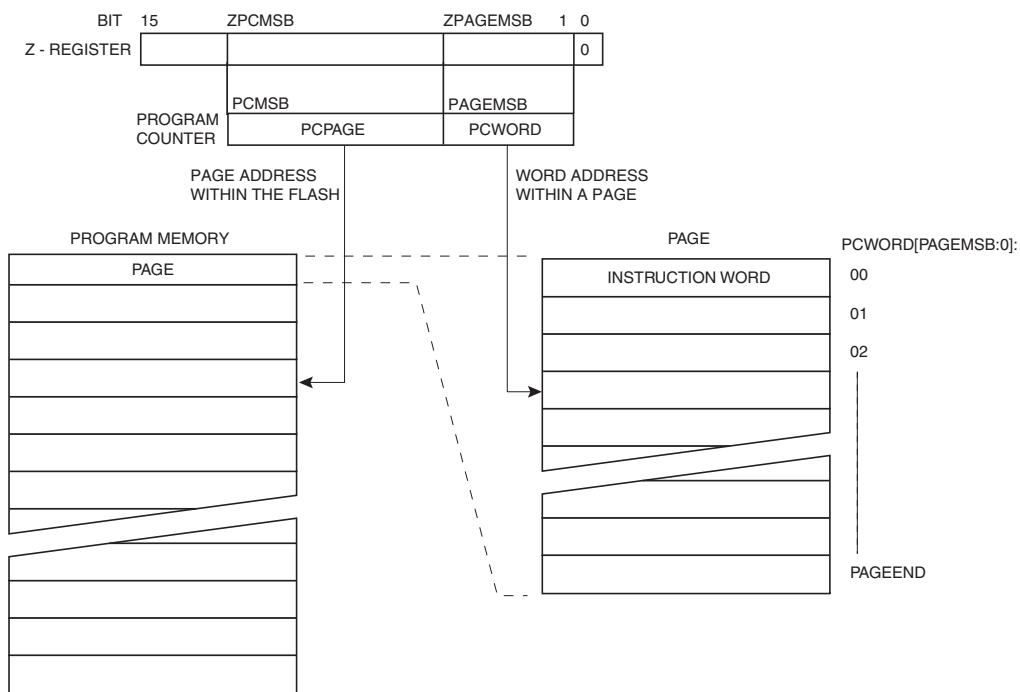 BIT 15 ZPCMSB ZPAGEMSB 1 0
Z - REGISTER 0
PCMSB PAGEMSB
PROGRAM
COUNTER
PCPAGE PCWORD
PAGE ADDRESS
WITHIN THE FLASH
WORD ADDRESS
WITHIN A PAGE
PROGRAM MEMORY
PAGE
PAGE
PCWORD[PAGEMSB:0]:
INSTRUCTION WORD 00
01
02
PAGEEND